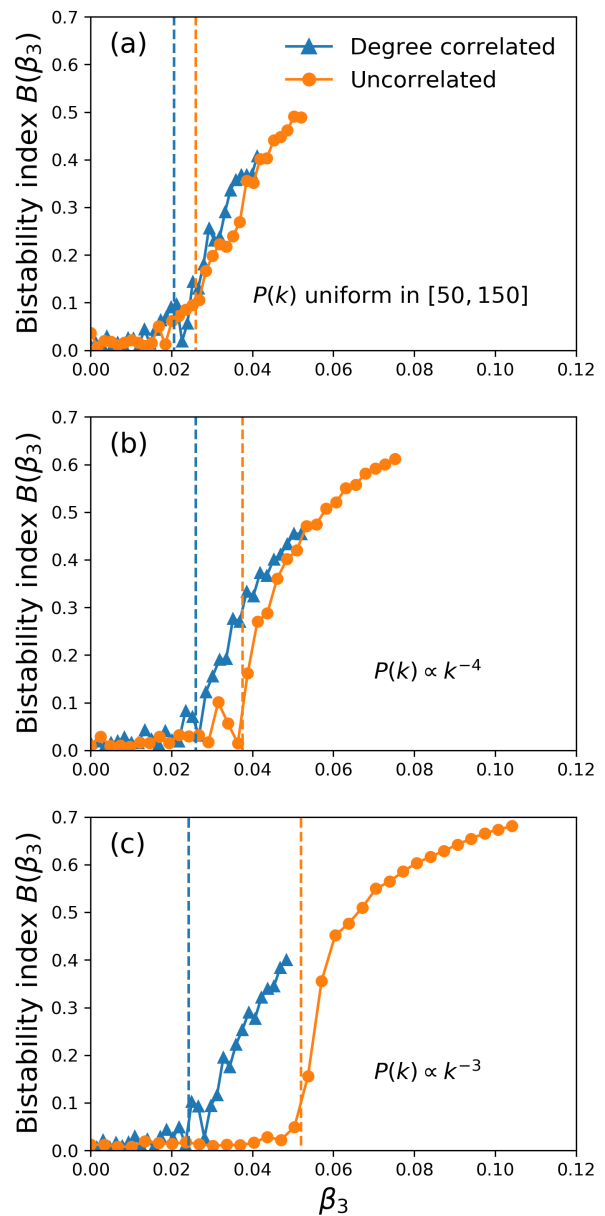 (a)
Degree correlated
Uncorrelated
P(k) uniform in [50, 150]
Bistability index B(β₃)
0.7
0.6
0.5
0.4
0.3
0.2
0.1
0.0
0.00 0.02 0.04 0.06 0.08 0.10 0.12
(b)
P(k) ∝ k⁻⁴
Bistability index B(β₃)
0.7
0.6
0.5
0.4
0.3
0.2
0.1
0.0
0.00 0.02 0.04 0.06 0.08 0.10 0.12
(c)
P(k) ∝ k⁻³
Bistability index B(β₃)
0.7
0.6
0.5
0.4
0.3
0.2
0.1
0.0
0.00 0.02 0.04 0.06 0.08 0.10 0.12
β₃